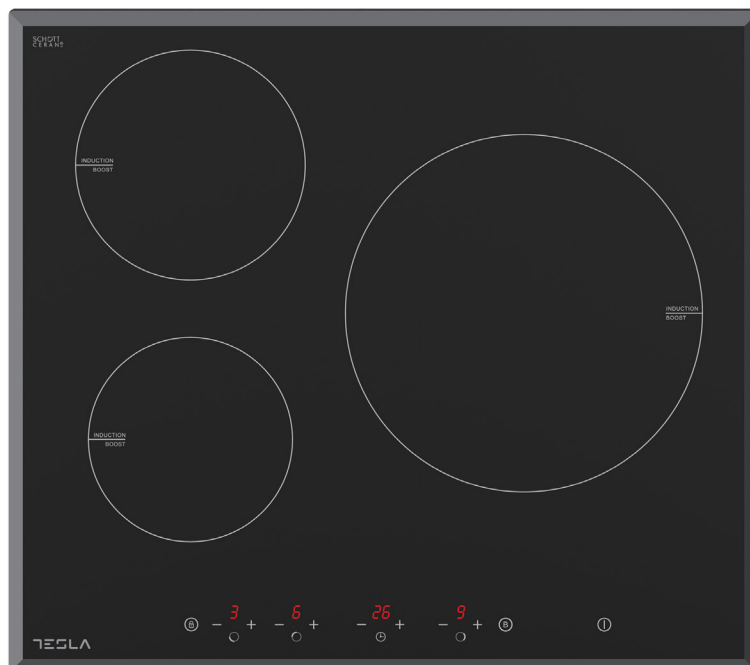 SCHOTT
CERAN®
INDUCTION
BOOST
INDUCTION
BOOST
INDUCTION
BOOST
3 6 26 9
B − + − + − + − + B
TESLA